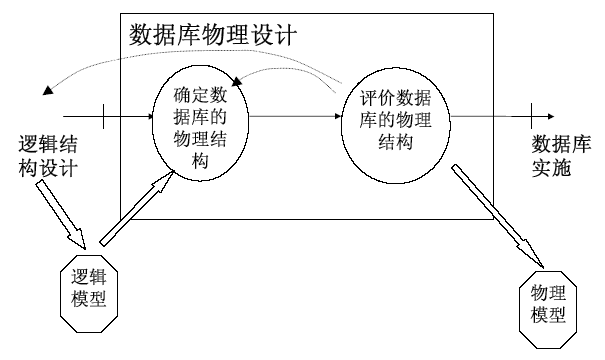 数据库物理设计
确定数
据库的
物理结
构
评价数据
库的物理
结构
逻辑结
构设计
数据库
实施
逻辑
模型
物理
模型